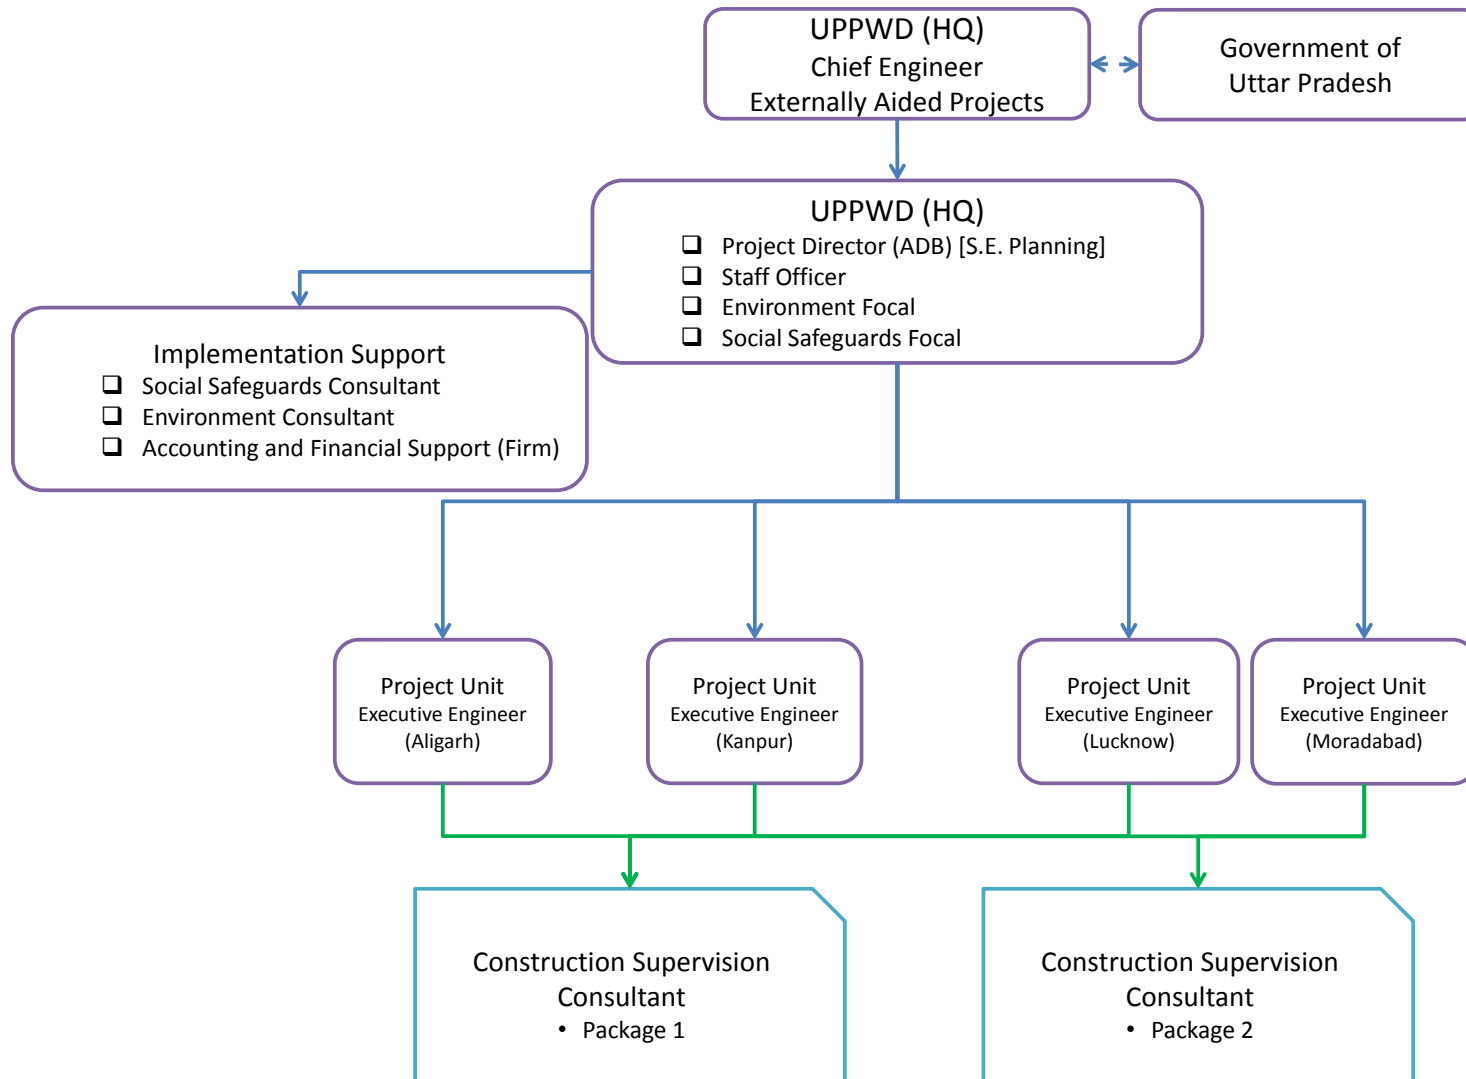 UPPWD (HQ)
Chief Engineer
Externally Aided Projects
Government of
Uttar Pradesh
UPPWD (HQ)
❑ Project Director (ADB) [S.E. Planning]
❑ Staff Officer
❑ Environment Focal
❑ Social Safeguards Focal
Implementation Support
❑ Social Safeguards Consultant
❑ Environment Consultant
❑ Accounting and Financial Support (Firm)
Project Unit
Executive Engineer
(Aligarh)
Project Unit
Executive Engineer
(Kanpur)
Project Unit
Executive Engineer
(Lucknow)
Project Unit
Executive Engineer
(Moradabad)
Construction Supervision
Consultant
• Package 1
Construction Supervision
Consultant
• Package 2